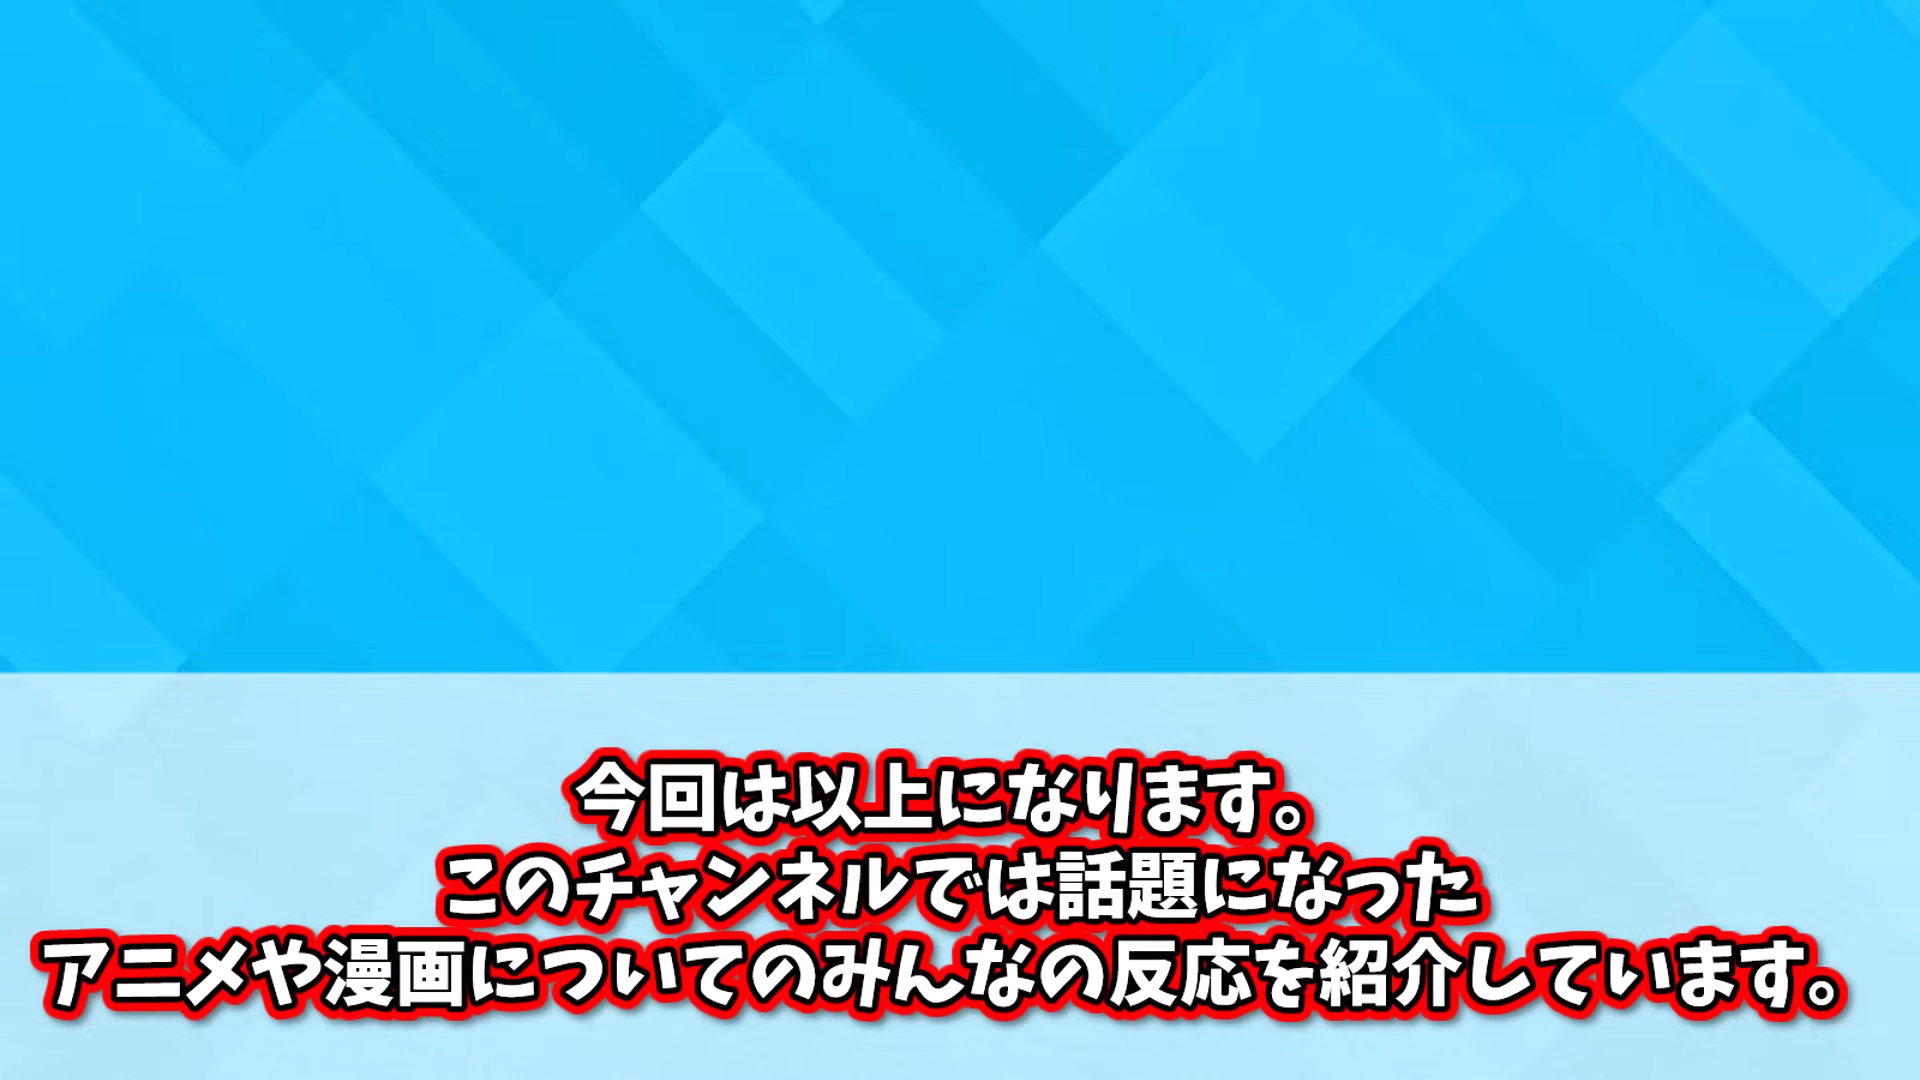 今回は以上になります。
このチャンネルでは話題になった
アニメや漫画についてのみんなの反応を紹介しています。